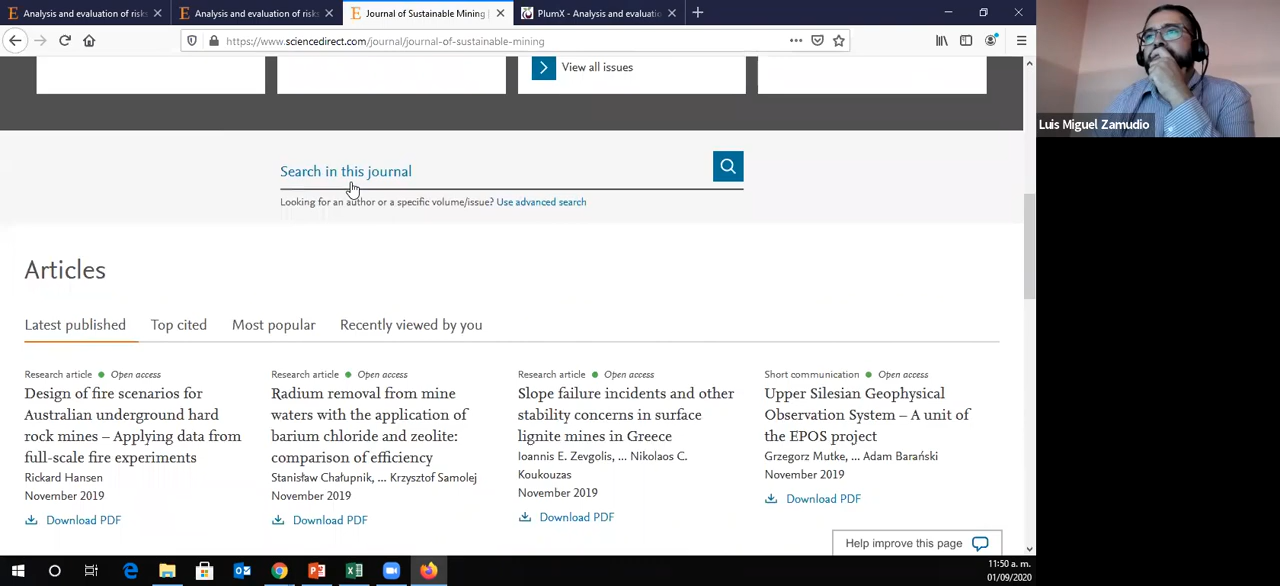 Analysis and evaluation of risks
Analysis and evaluation of risks
Journal of Sustainable Mining |
PlumX - Analysis and evaluatio
https://www.sciencedirect.com/journal/journal-of-sustainable-mining
View all issues
Luis Miguel Zamudio
Search in this journal
Looking for an author or a specific volume/issue? Use advanced search
Articles
Latest published
Top cited
Most popular
Recently viewed by you
Research article Open access
Design of fire scenarios for
Australian underground hard
rock mines – Applying data from
full-scale fire experiments
Rickard Hansen
November 2019
Download PDF
Research article Open access
Radium removal from mine
waters with the application of
barium chloride and zeolite:
comparison of efficiency
Stanisław Chałupnik, ... Krzysztof Samolej
November 2019
Download PDF
Research article Open access
Slope failure incidents and other
stability concerns in surface
lignite mines in Greece
Ioannis E. Zevgolis, ... Nikolaos C.
Koukouzas
November 2019
Download PDF
Short communication Open access
Upper Silesian Geophysical
Observation System – A unit of
the EPOS project
Grzegorz Mutke, ... Adam Barański
November 2019
Download PDF
Help improve this page
11:50 a. m.
01/09/2020